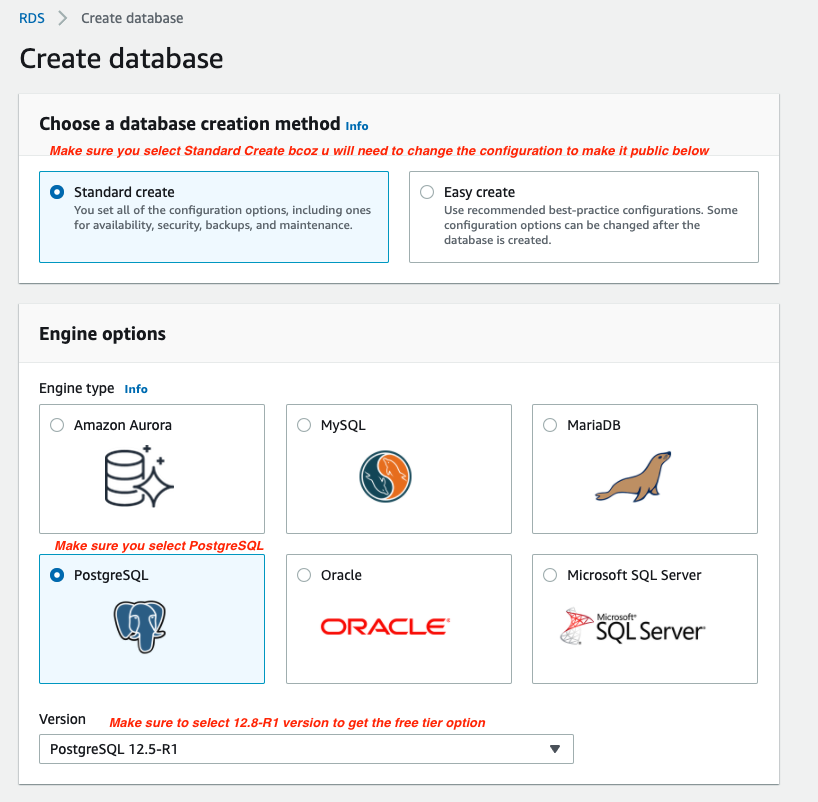 RDS > Create database
Create database
Choose a database creation method Info
Make sure you select Standard Create bcoz u will need to change the configuration to make it public below
Standard create
You set all of the configuration options, including ones
for availability, security, backups, and maintenance.
Easy create
Use recommended best-practice configurations. Some
configuration options can be changed after the
database is created.
Engine options
Engine type Info
Amazon Aurora
MySQL
MariaDB
Make sure you select PostgreSQL
PostgreSQL
Oracle
ORACLE
Microsoft SQL Server
Microsoft
SQL Server
Version
Make sure to select 12.8-R1 version to get the free tier option
PostgreSQL 12.5-R1